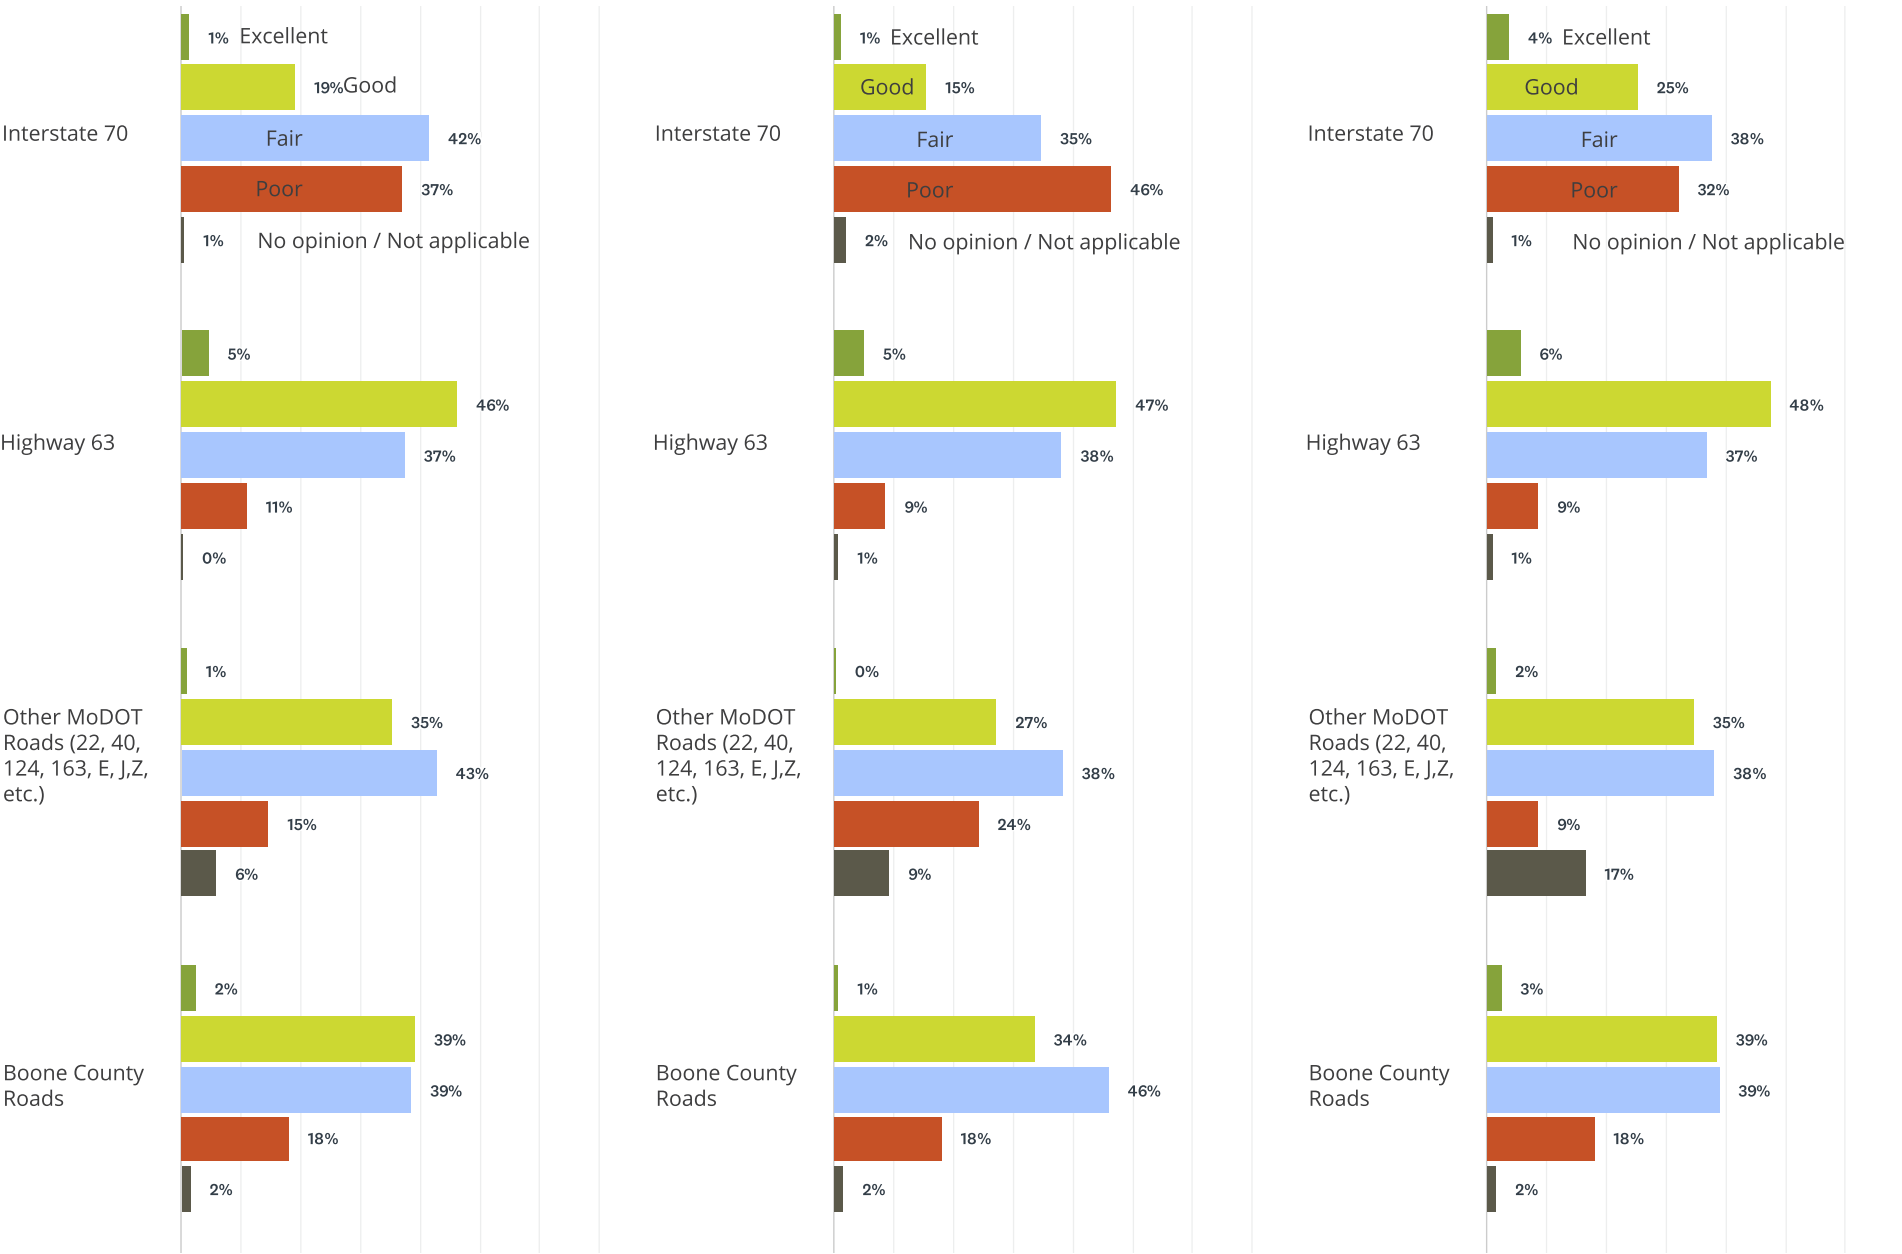 1% Excellent
19% Good
Fair 42%
Interstate 70
Poor 37%
1% No opinion / Not applicable
5%
46%
Highway 63
37%
11%
0%
1%
35%
Other MoDOT
Roads (22, 40,
124, 163, E, J,Z,
etc.)
43%
15%
6%
2%
39%
Boone County
Roads
39%
18%
2%
1% Excellent
Good 15%
Fair 35%
Interstate 70
Poor 46%
2% No opinion / Not applicable
5%
47%
Highway 63
38%
9%
1%
0%
27%
Other MoDOT
Roads (22, 40,
124, 163, E, J,Z,
etc.)
38%
24%
9%
1%
34%
Boone County
Roads
46%
18%
2%
4% Excellent
Good 25%
Fair 38%
Interstate 70
Poor 32%
1% No opinion / Not applicable
6%
48%
Highway 63
37%
9%
1%
2%
35%
Other MoDOT
Roads (22, 40,
124, 163, E, J,Z,
etc.)
38%
9%
17%
3%
39%
Boone County
Roads
39%
18%
2%